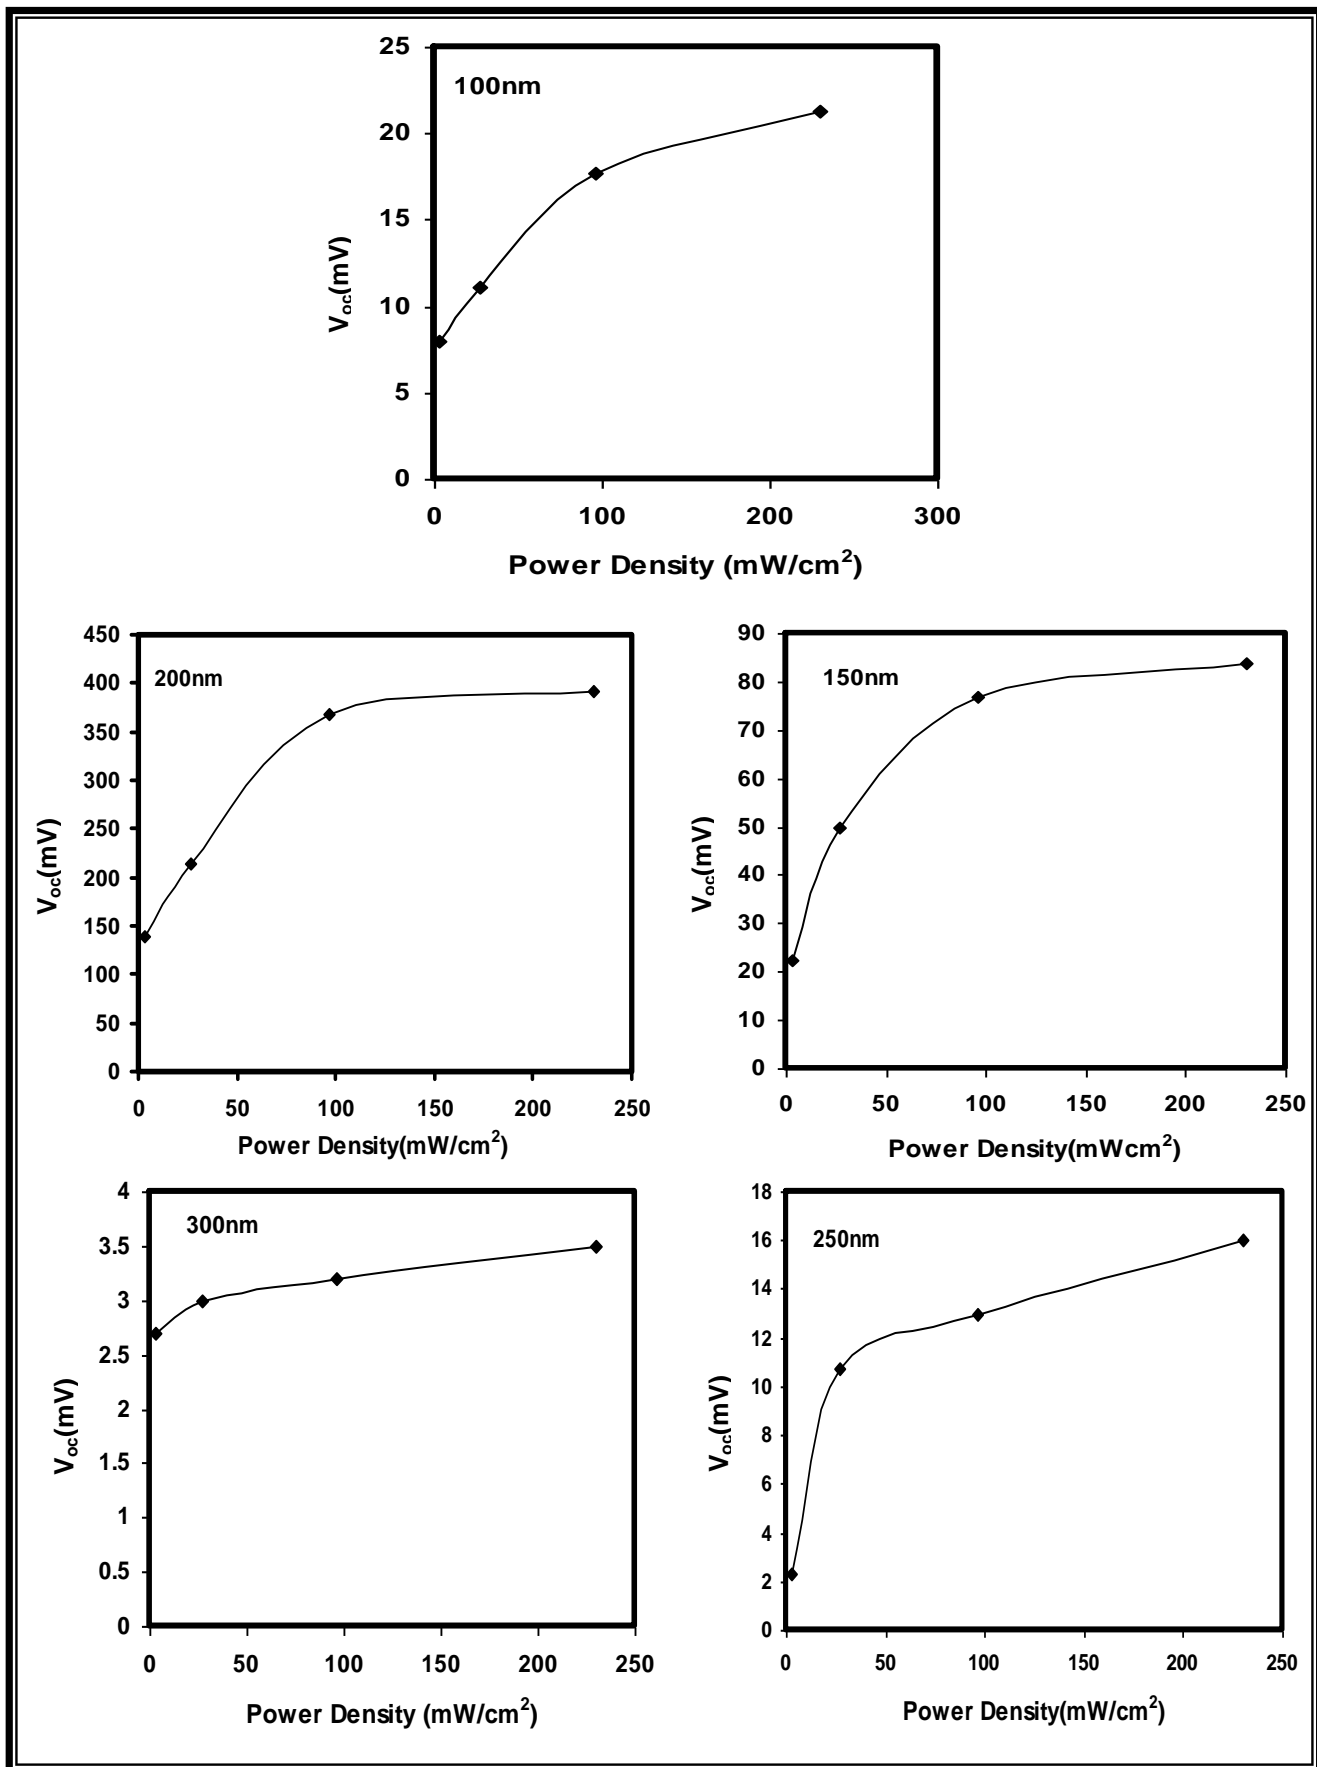 25
100nm
20
15
10
5
0
V_oc(mV)
0 100 200 300
Power Density (mW/cm²)
450
200nm
400
350
300
250
200
150
100
50
0
V_oc(mV)
0 50 100 150 200 250
Power Density(mW/cm²)
90
150nm
80
70
60
50
40
30
20
10
0
V_oc(mV)
0 50 100 150 200 250
Power Density(mWcm²)
4
300nm
3.5
3
2.5
2
1.5
1
0.5
0
V_oc(mV)
0 50 100 150 200 250
Power Density (mW/cm²)
18
250nm
16
14
12
10
8
6
4
2
0
V_oc(mV)
0 50 100 150 200 250
Power Density(mW/cm²)